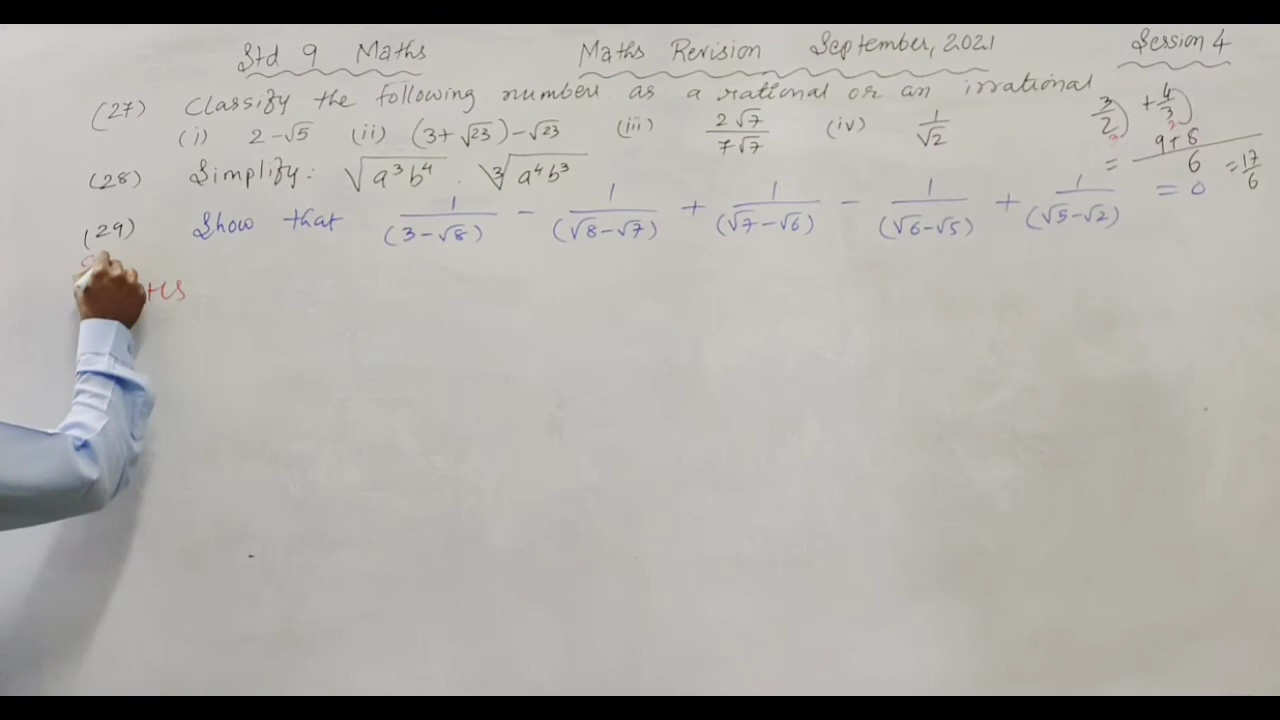 Std 9 Maths Maths Revision September, 2021 Session 4
(27) Classify the following numbers as a rational or an irrational
(i) 2-√5 (ii) (3+√23)-√23 (iii) 2√7/7√7 (iv) 1/√2
3/2 + 4/3
= 9+8/6 = 17/6
(28) Simplify: √(a³b⁴) . ∛(a⁴b³)
(29) Show that 1/(3-√8) - 1/(√8-√7) + 1/(√7-√6) - 1/(√6-√5) + 1/(√5-√2) = 0
HS